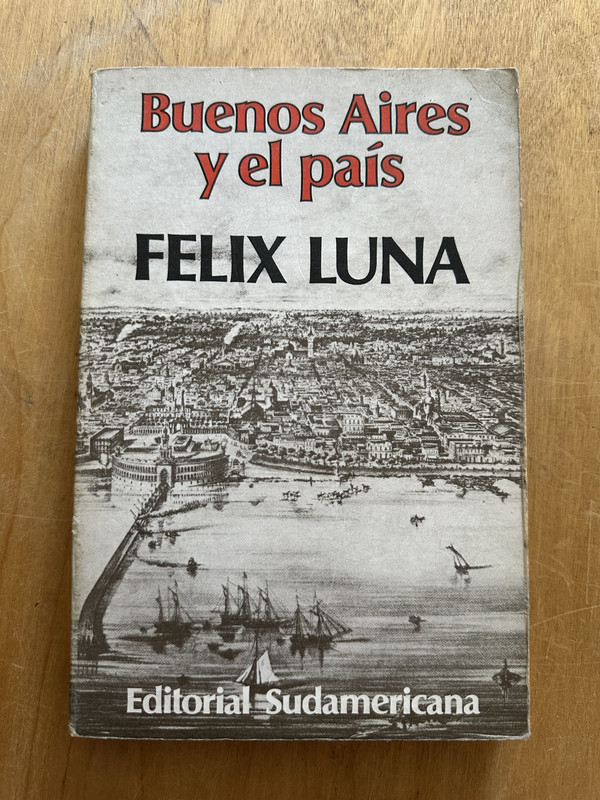 Buenos Aires
y el país
FELIX LUNA
Editorial Sudamericana